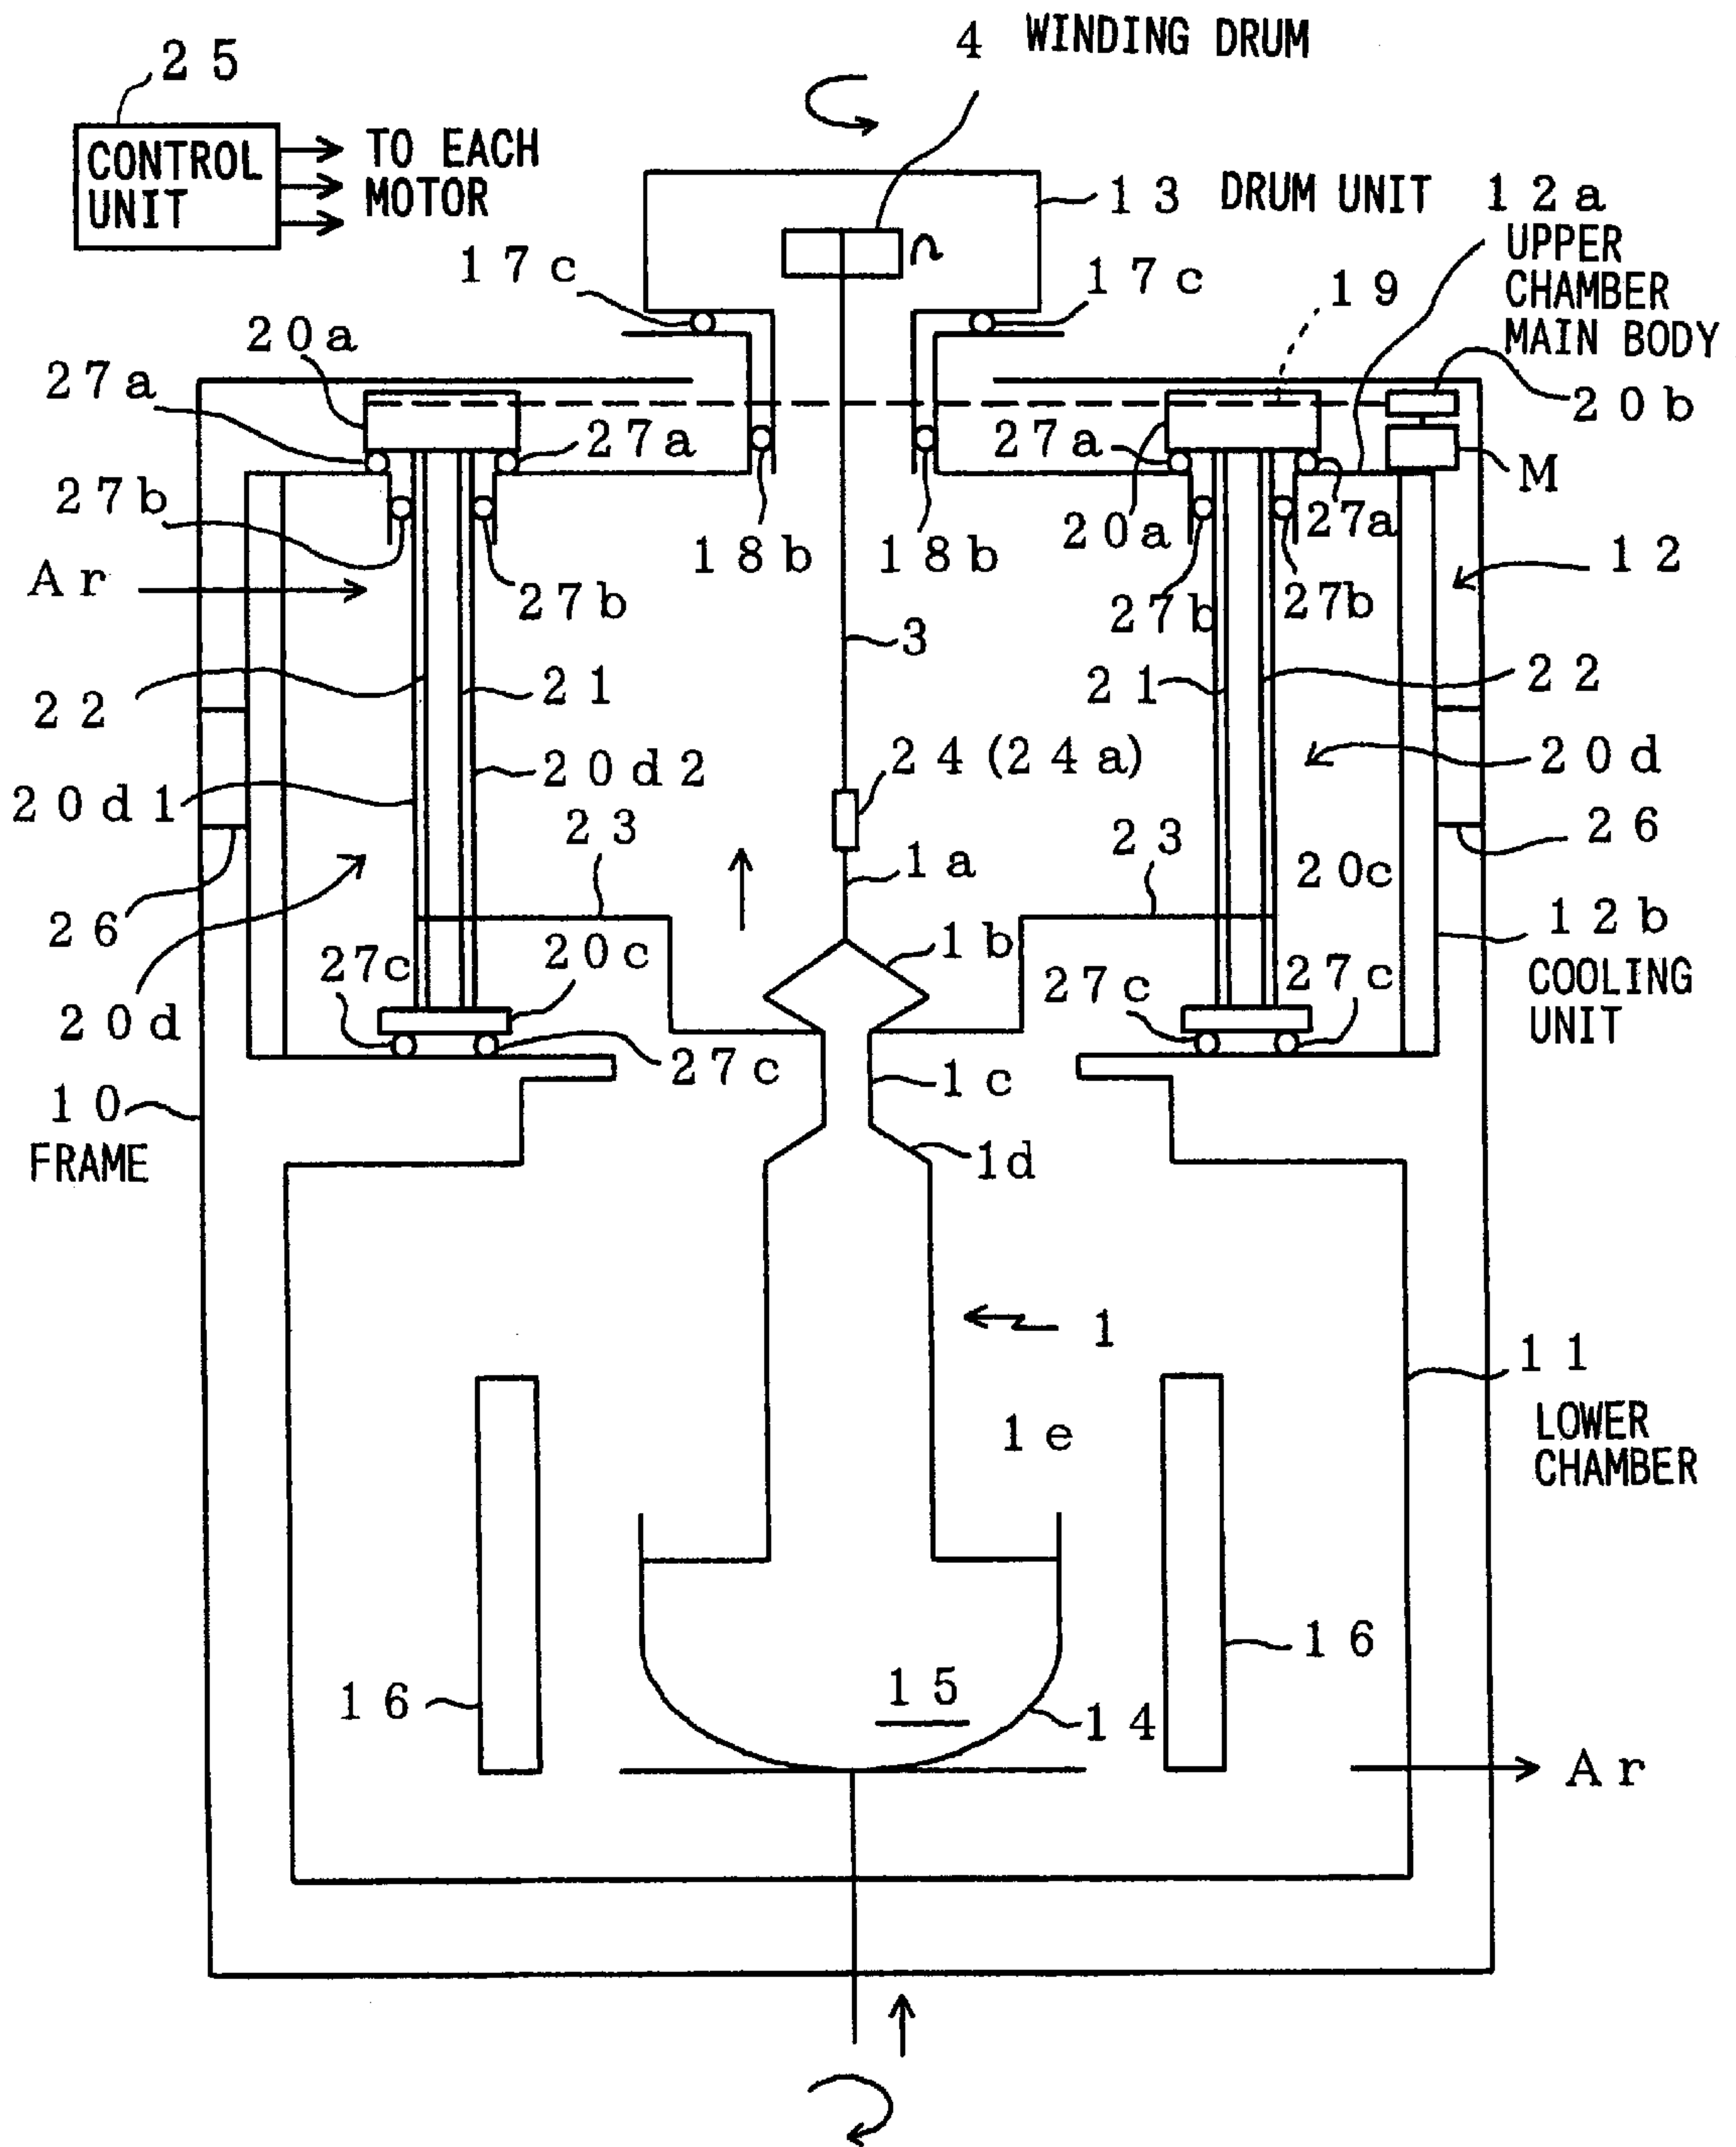 4 WINDING DRUM
25
CONTROL
UNIT
TO EACH
MOTOR
13 DRUM UNIT
12a
UPPER
CHAMBER
MAIN BODY
17c
17c
19
20a
27a
27a
27a
20b
M
27b
18b
18b
20a
27a
Ar
27b
27b
27b
12
3
22
21
21
22
20d1
20d2
24(24a)
20d
23
23
26
1a
20c
26
1b
12b
COOLING
UNIT
20d
27c
20c
27c
27c
27c
1c
10
FRAME
1d
1
11
LOWER
CHAMBER
1e
16
16
15
14
Ar